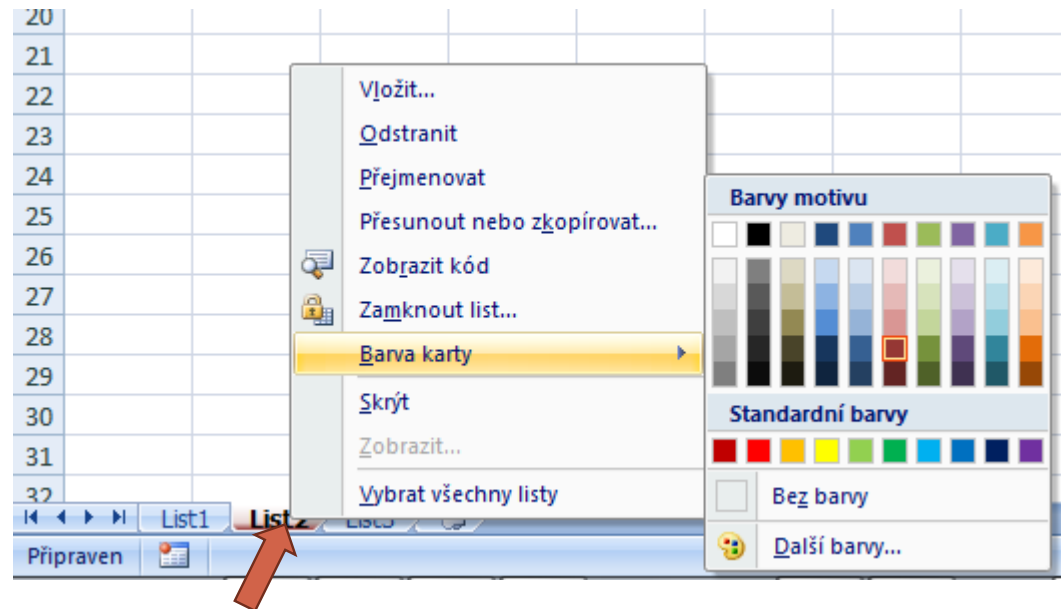 20
21
22
23
24
25
26
27
28
29
30
31
32
Vložit...
Odstranit
Přejmenovat
Přesunout nebo zkopírovat...
Zobrazit kód
Zamknout list...
Barva karty
Skrýt
Zobrazit...
Vybrat všechny listy
Barvy motivu
Standardní barvy
Bez barvy
Další barvy...
List1 List2 List3
Připraven